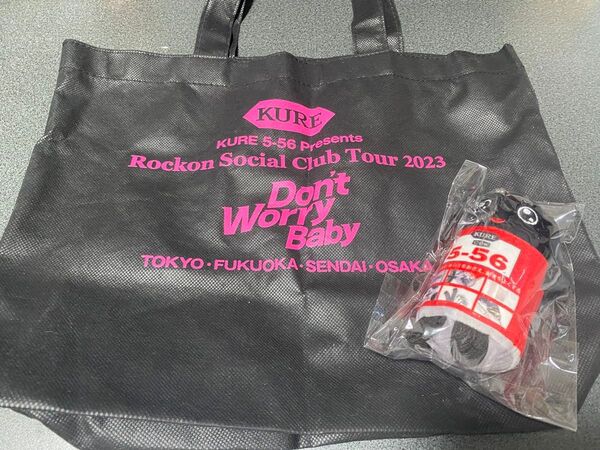 KURE
KURE 5-56 Presents
Rockon Social Club Tour 2023
Don't
Worry
Baby
TOKYO・FUKUOKA・SENDAI・OSAKA
KURE
5-56